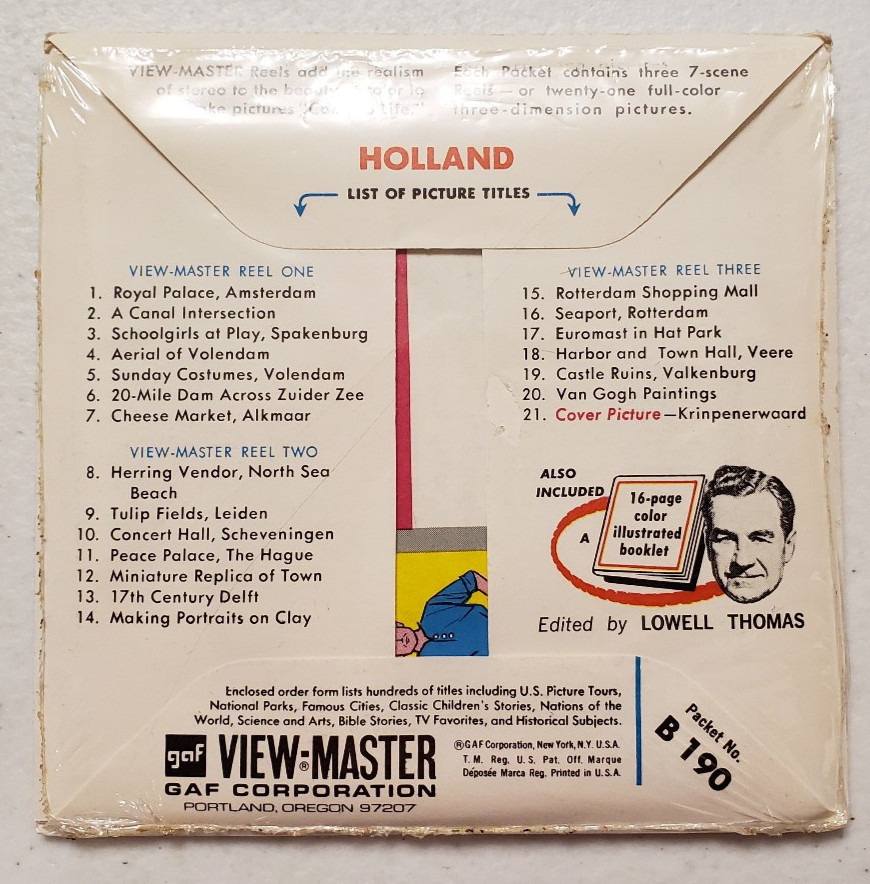 VIEW-MASTER Reels add the realism
of stereo to the beauty of color to
make pictures "Come to Life."
Each Packet contains three 7-scene
Reels — or twenty-one full-color
three-dimension pictures.
HOLLAND
LIST OF PICTURE TITLES
VIEW-MASTER REEL ONE
1. Royal Palace, Amsterdam
2. A Canal Intersection
3. Schoolgirls at Play, Spakenburg
4. Aerial of Volendam
5. Sunday Costumes, Volendam
6. 20-Mile Dam Across Zuider Zee
7. Cheese Market, Alkmaar
VIEW-MASTER REEL TWO
8. Herring Vendor, North Sea
Beach
9. Tulip Fields, Leiden
10. Concert Hall, Scheveningen
11. Peace Palace, The Hague
12. Miniature Replica of Town
13. 17th Century Delft
14. Making Portraits on Clay
VIEW-MASTER REEL THREE
15. Rotterdam Shopping Mall
16. Seaport, Rotterdam
17. Euromast in Hat Park
18. Harbor and Town Hall, Veere
19. Castle Ruins, Valkenburg
20. Van Gogh Paintings
21. Cover Picture—Krinpenerwaard
ALSO
INCLUDED
A
16-page
color
illustrated
booklet
Edited by LOWELL THOMAS
Enclosed order form lists hundreds of titles including U.S. Picture Tours,
National Parks, Famous Cities, Classic Children's Stories, Nations of the
World, Science and Arts, Bible Stories, TV Favorites, and Historical Subjects.
gaf VIEW-MASTER®
GAF CORPORATION
PORTLAND, OREGON 97207
®GAF Corporation, New York, N.Y. U.S.A.
T.M. Reg. U.S. Pat. Off. Marque
Déposée Marca Reg. Printed in U.S.A.
Packet No.
B 190